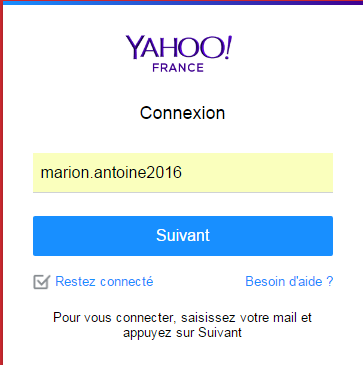 YAHOO!
FRANCE
Connexion
marion.antoine2016
Suivant
Restez connecté Besoin d'aide ?
Pour vous connecter, saisissez votre mail et
appuyez sur Suivant